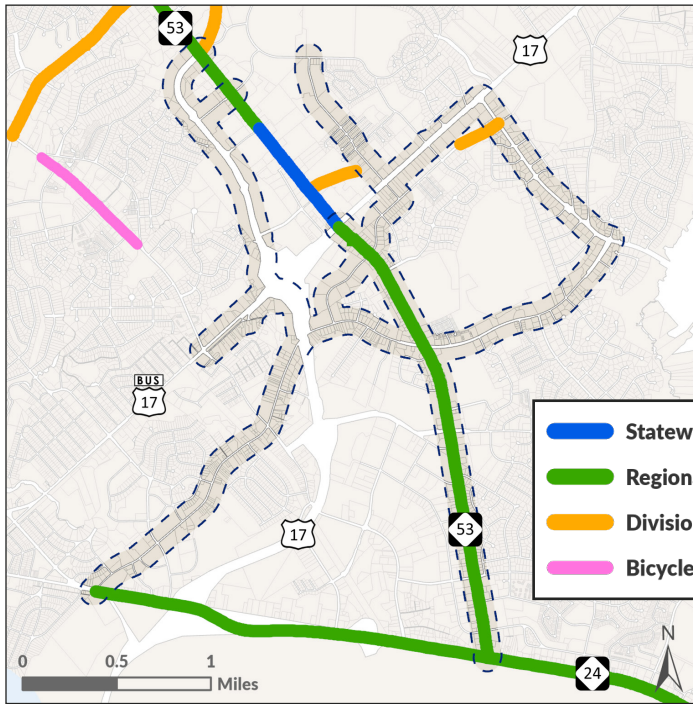 53
17
BUS
17
Statew
Region
Divisio
Bicycle
17
53
24
0 0.5 1
Miles
N